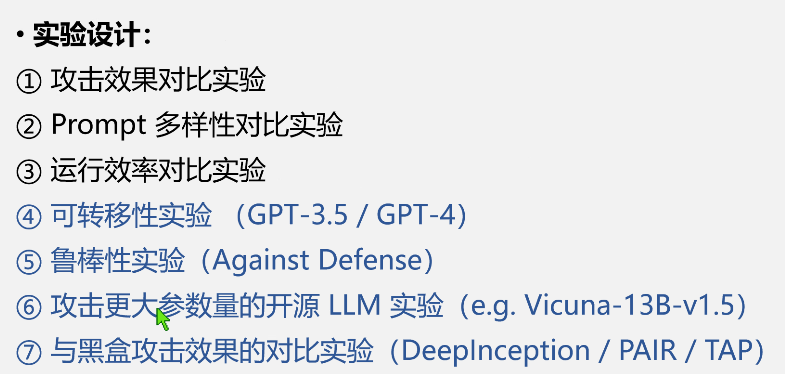 • 实验设计：
① 攻击效果对比实验
② Prompt 多样性对比实验
③ 运行效率对比实验
④ 可转移性实验 （GPT-3.5 / GPT-4）
⑤ 鲁棒性实验（Against Defense）
⑥ 攻击更大参数量的开源 LLM 实验（e.g. Vicuna-13B-v1.5）
⑦ 与黑盒攻击效果的对比实验（DeepInception / PAIR / TAP）